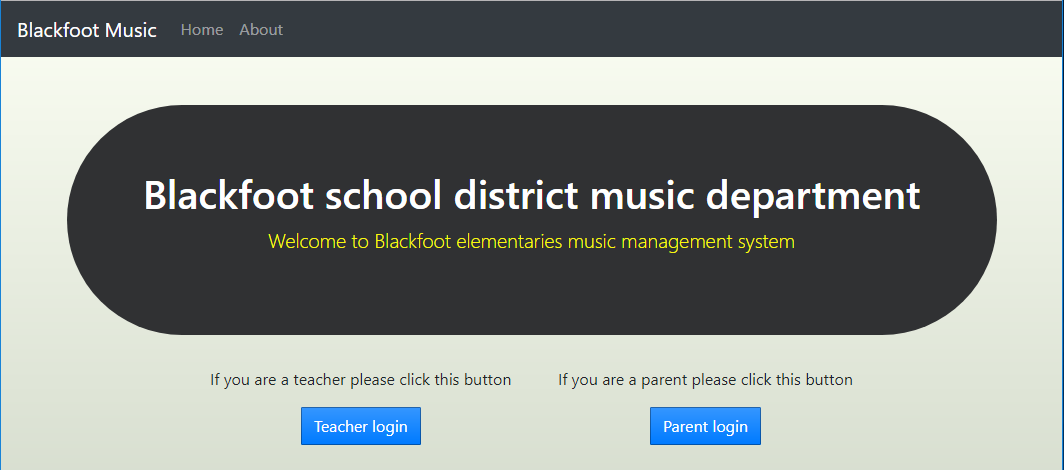 Blackfoot Music Home About
Blackfoot school district music department
Welcome to Blackfoot elementaries music management system
If you are a teacher please click this button
Teacher login
If you are a parent please click this button
Parent login